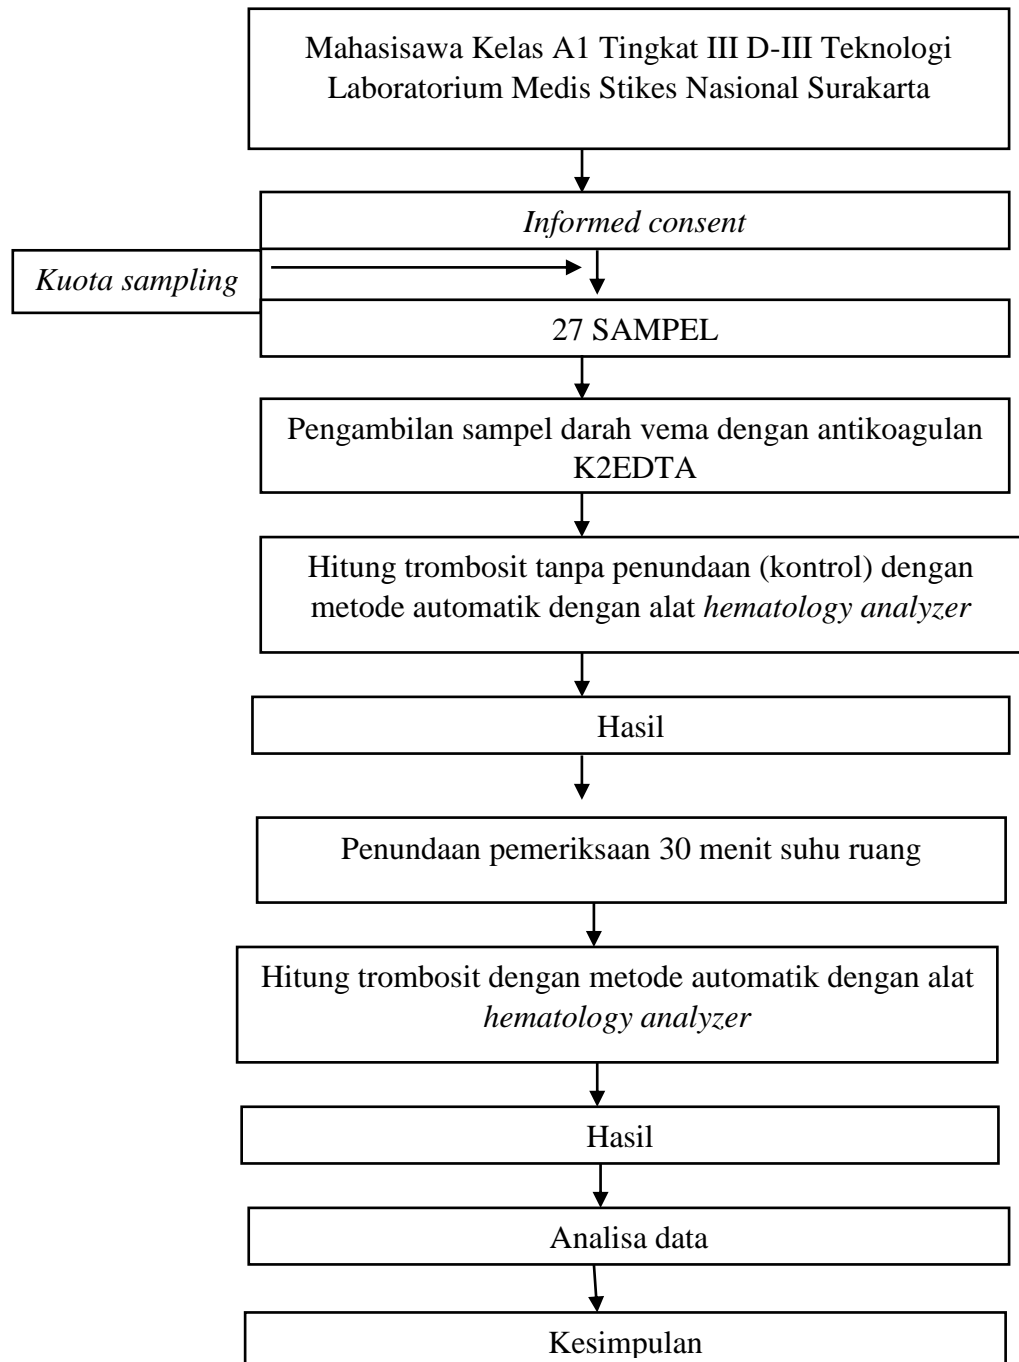 Mahasisawa Kelas A1 Tingkat III D-III Teknologi
Laboratorium Medis Stikes Nasional Surakarta
Informed consent
Kuota sampling
27 SAMPEL
Pengambilan sampel darah vema dengan antikoagulan
K2EDTA
Hitung trombosit tanpa penundaan (kontrol) dengan
metode automatik dengan alat hematology analyzer
Hasil
Penundaan pemeriksaan 30 menit suhu ruang
Hitung trombosit dengan metode automatik dengan alat
hematology analyzer
Hasil
Analisa data
Kesimpulan